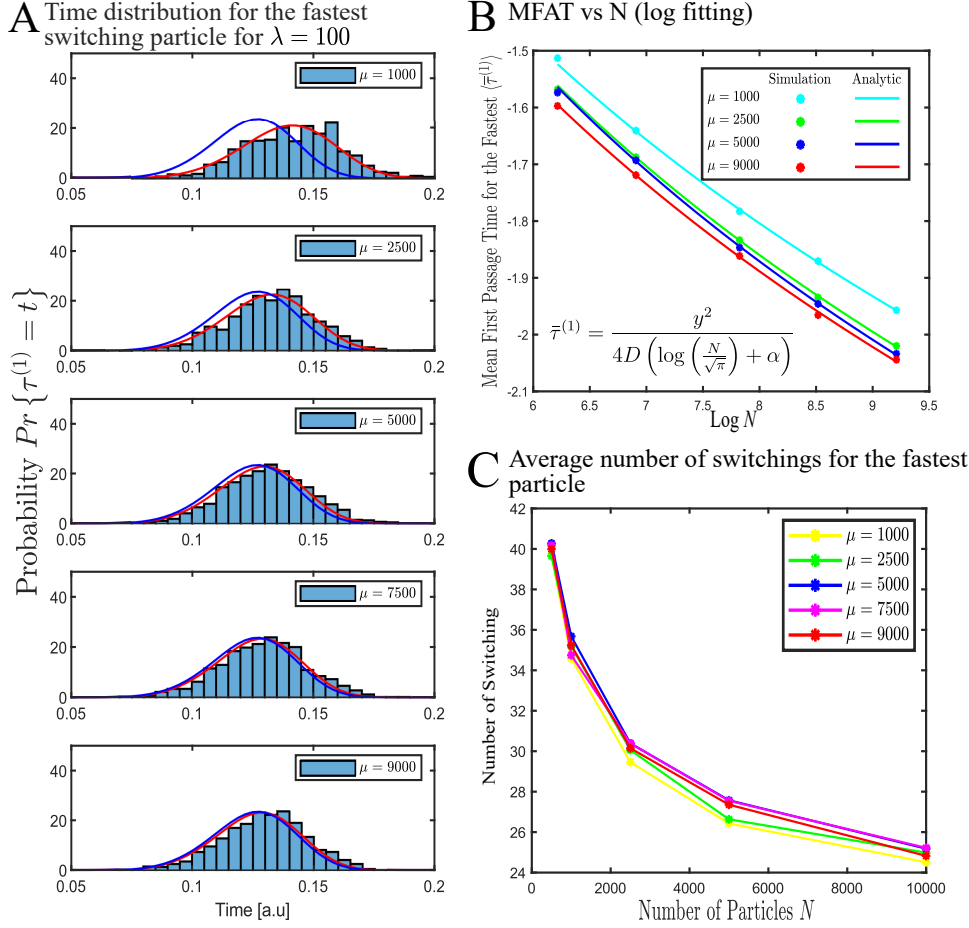 A Time distribution for the fastest
switching particle for λ = 100
Probability Pr{τ^(1) = t}
40
20
0
0.05 0.1 0.15 0.2
μ = 1000
40
20
0
0.05 0.1 0.15 0.2
μ = 2500
40
20
0
0.05 0.1 0.15 0.2
μ = 5000
40
20
0
0.05 0.1 0.15 0.2
μ = 7500
40
20
0
0.05 0.1 0.15 0.2
μ = 9000
Time [a.u]
B MFAT vs N (log fitting)
Mean First Passage Time for the Fastest ⟨τ̄^(1)⟩
-1.5
-1.6
-1.7
-1.8
-1.9
-2
-2.1
6 6.5 7 7.5 8 8.5 9 9.5
Log N
Simulation Analytic
μ = 1000
μ = 2500
μ = 5000
μ = 9000
τ̄^(1) = y² / (4D (log (N/√π) + α))
C Average number of switchings for the fastest
particle
Number of Switching
42
40
38
36
34
32
30
28
26
24
0 2000 4000 6000 8000 10000
Number of Particles N
μ = 1000
μ = 2500
μ = 5000
μ = 7500
μ = 9000